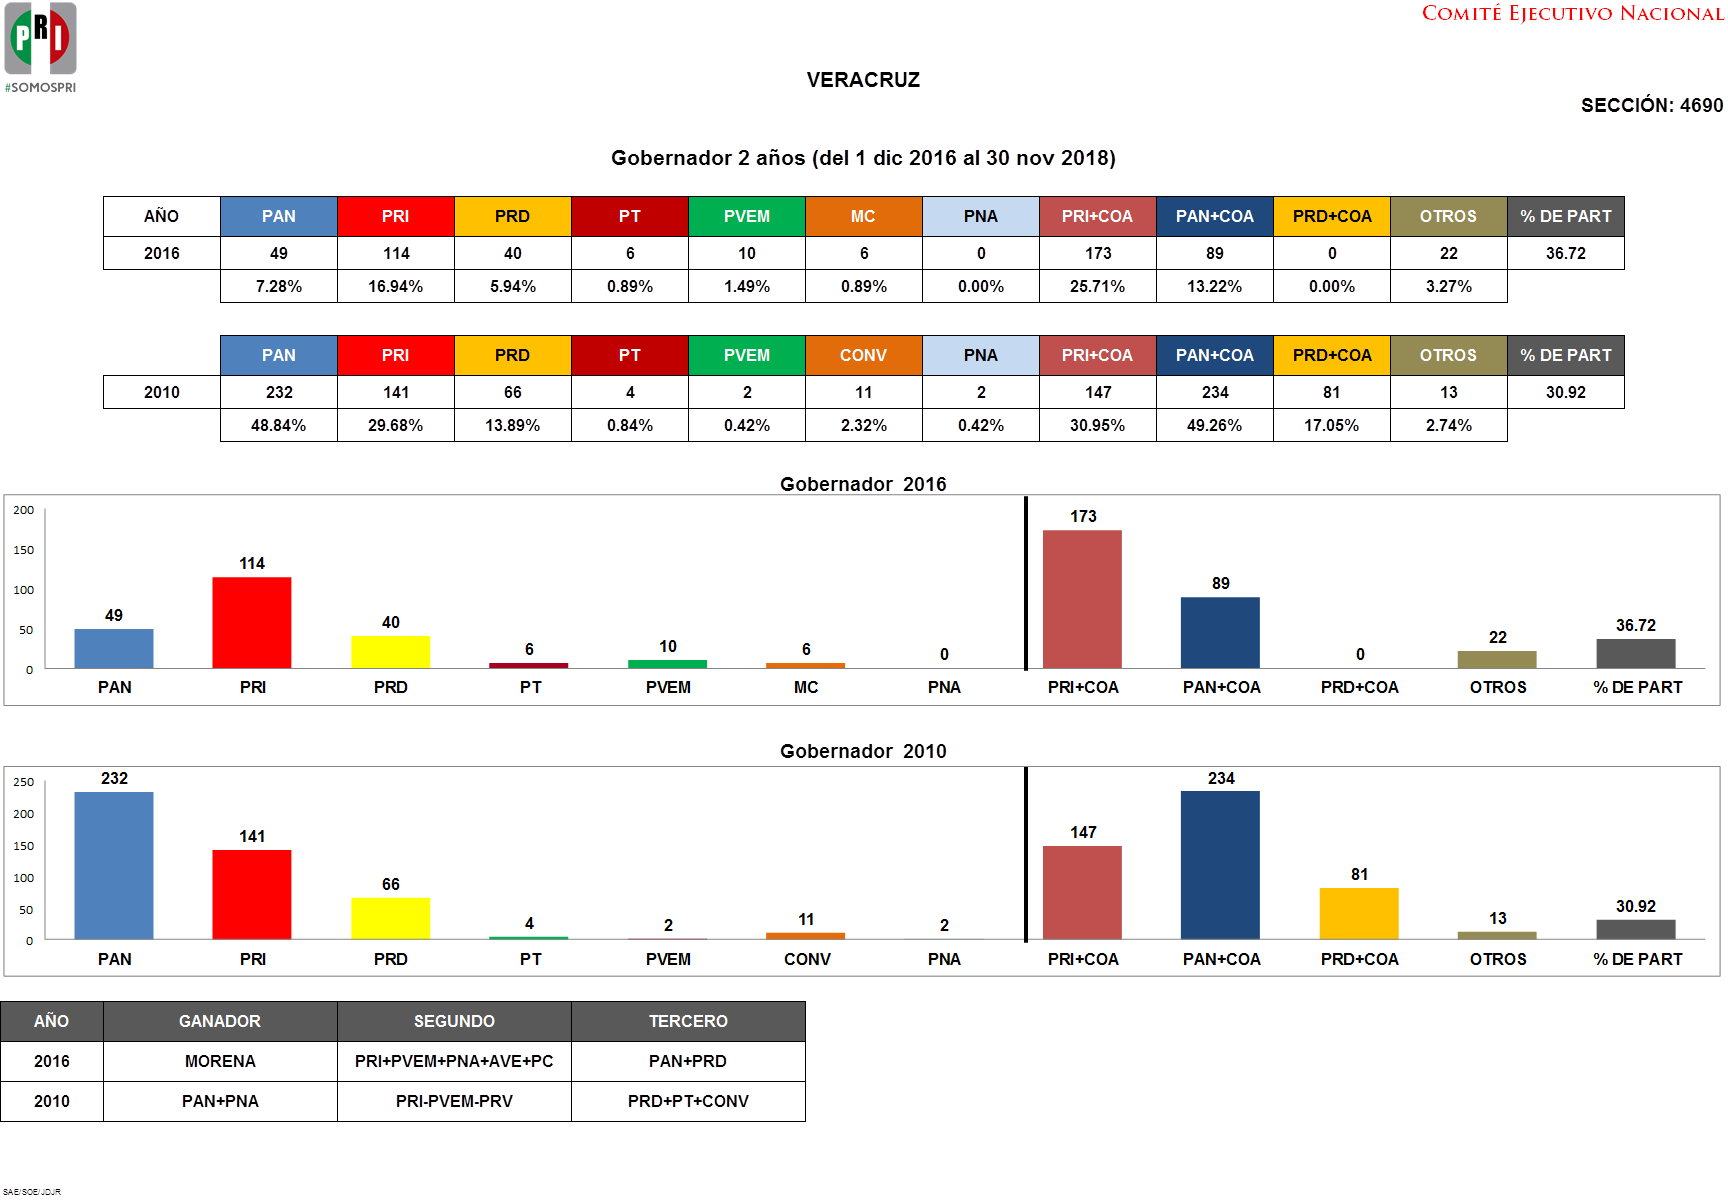 COMITÉ EJECUTIVO NACIONAL
PRI
#SOMOSPRI
VERACRUZ
SECCIÓN: 4690
Gobernador 2 años (del 1 dic 2016 al 30 nov 2018)
AÑO PAN PRI PRD PT PVEM MC PNA PRI+COA PAN+COA PRD+COA OTROS % DE PART
2016 49 114 40 6 10 6 0 173 89 0 22 36.72
7.28% 16.94% 5.94% 0.89% 1.49% 0.89% 0.00% 25.71% 13.22% 0.00% 3.27%
PAN PRI PRD PT PVEM CONV PNA PRI+COA PAN+COA PRD+COA OTROS % DE PART
2010 232 141 66 4 2 11 2 147 234 81 13 30.92
48.84% 29.68% 13.89% 0.84% 0.42% 2.32% 0.42% 30.95% 49.26% 17.05% 2.74%
Gobernador 2016
200
150
100
50
0
49 114 40 6 10 6 0 173 89 0 22 36.72
PAN PRI PRD PT PVEM MC PNA PRI+COA PAN+COA PRD+COA OTROS % DE PART
Gobernador 2010
250
200
150
100
50
0
232 141 66 4 2 11 2 147 234 81 13 30.92
PAN PRI PRD PT PVEM CONV PNA PRI+COA PAN+COA PRD+COA OTROS % DE PART
AÑO GANADOR SEGUNDO TERCERO
2016 MORENA PRI+PVEM+PNA+AVE+PC PAN+PRD
2010 PAN+PNA PRI-PVEM-PRV PRD+PT+CONV
SAE/SOE/JDJR